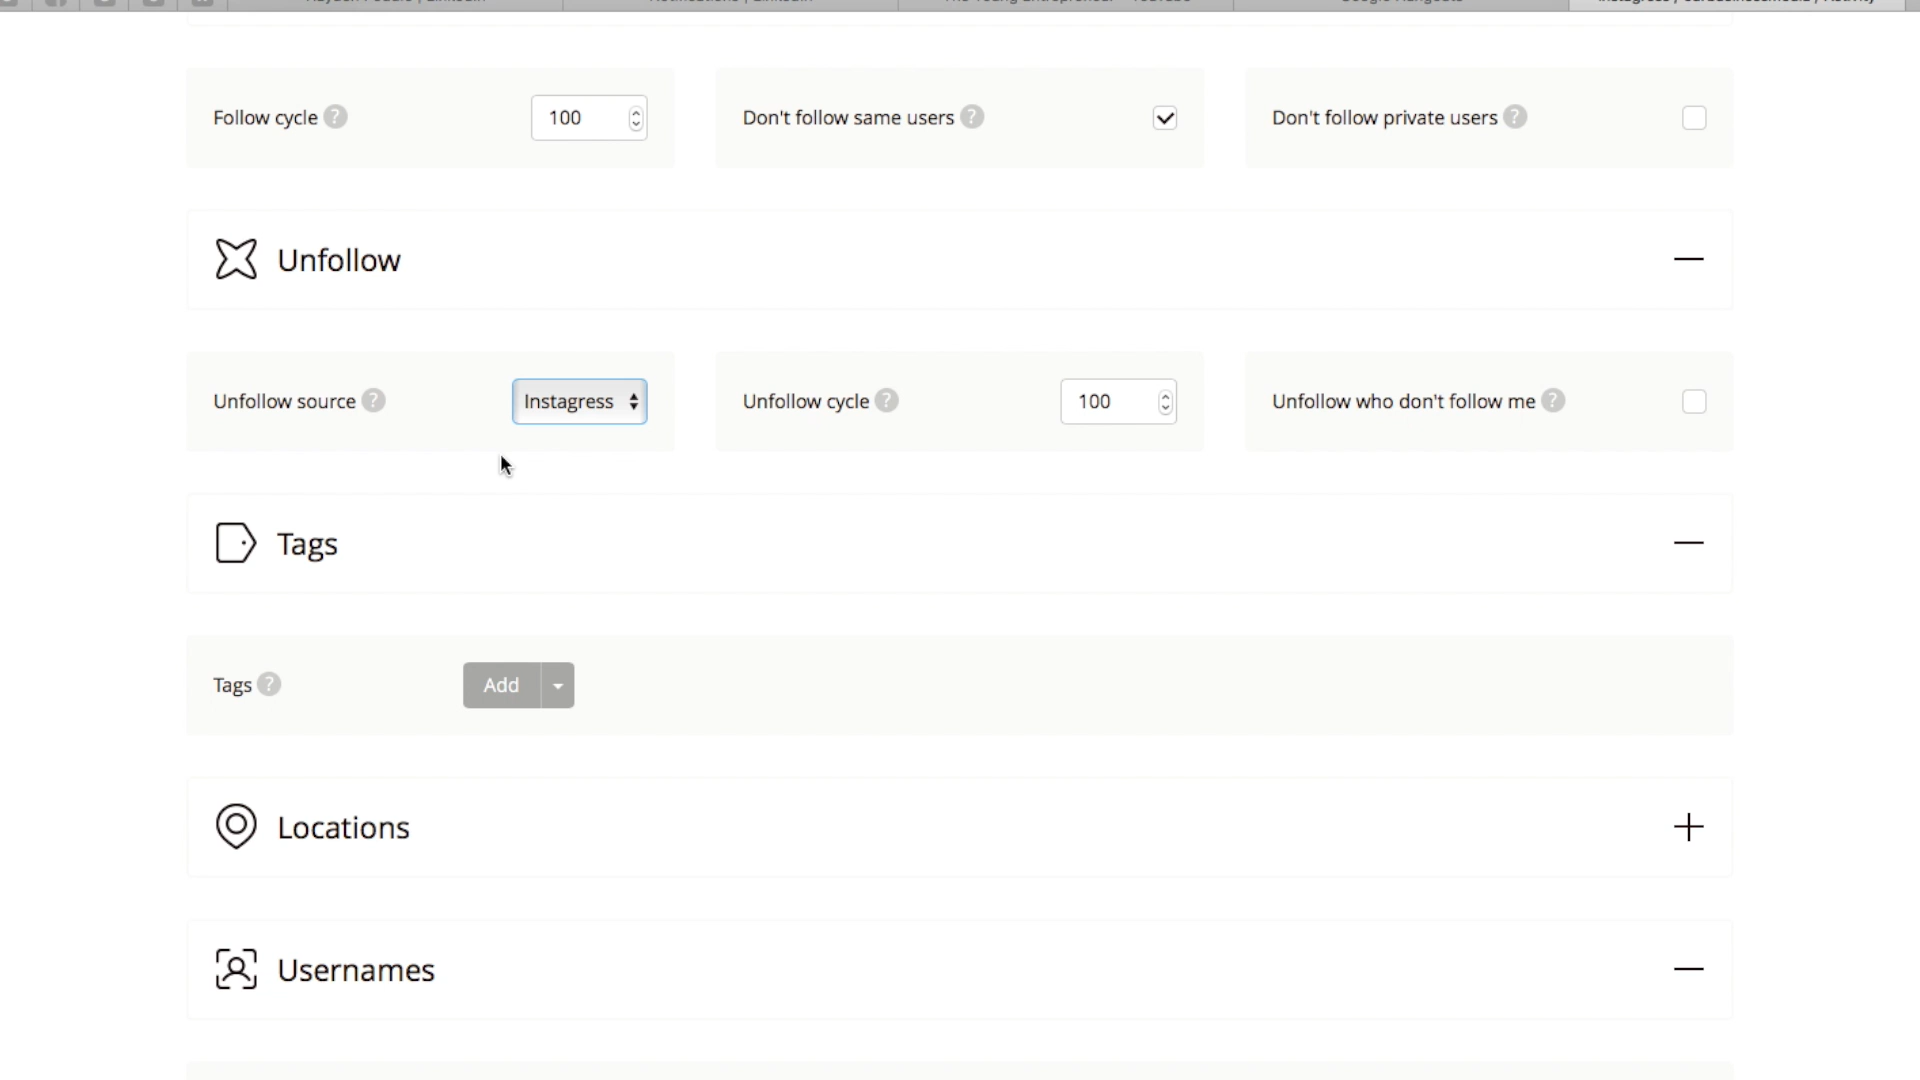 Follow cycle ? 100 Don't follow same users ? Don't follow private users ?
Unfollow
Unfollow source ? Instagress Unfollow cycle ? 100 Unfollow who don't follow me ?
Tags
Tags ? Add
Locations
Usernames